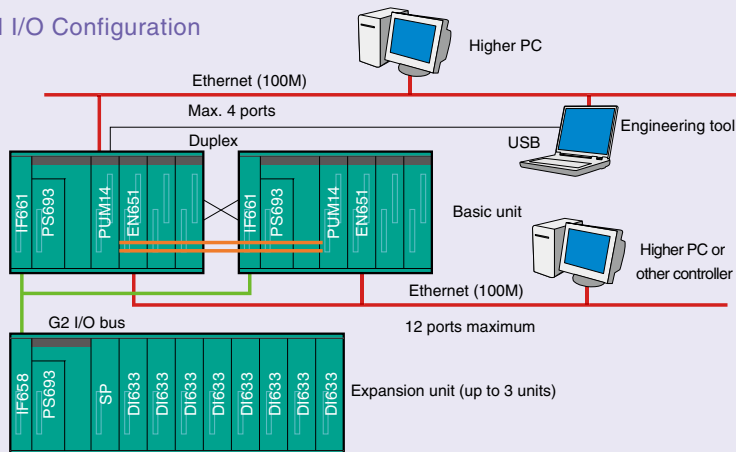 I/O Configuration
Higher PC
Ethernet (100M)
Max. 4 ports
Duplex
USB
Engineering tool
IF661
PS693
PUM14
EN651
IF661
PS693
PUM14
EN651
Basic unit
Higher PC or
other controller
Ethernet (100M)
G2 I/O bus
12 ports maximum
IF658
PS693
SP
DI633
DI633
DI633
DI633
DI633
DI633
DI633
DI633
Expansion unit (up to 3 units)